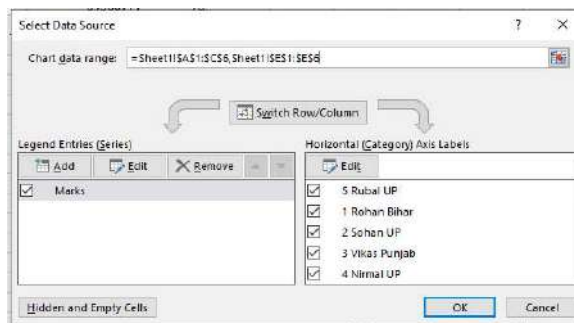 Select Data Source ? ×
Chart data range: =Sheet1!$A$1:$C$6,Sheet1!$E$1:$E$6
Switch Row/Column
Legend Entries (Series)
Add Edit Remove
Marks
Horizontal (Category) Axis Labels
Edit
5 Rubal UP
1 Rohan Bihar
2 Sohan UP
3 Vikas Punjab
4 Nirmal UP
Hidden and Empty Cells
OK Cancel